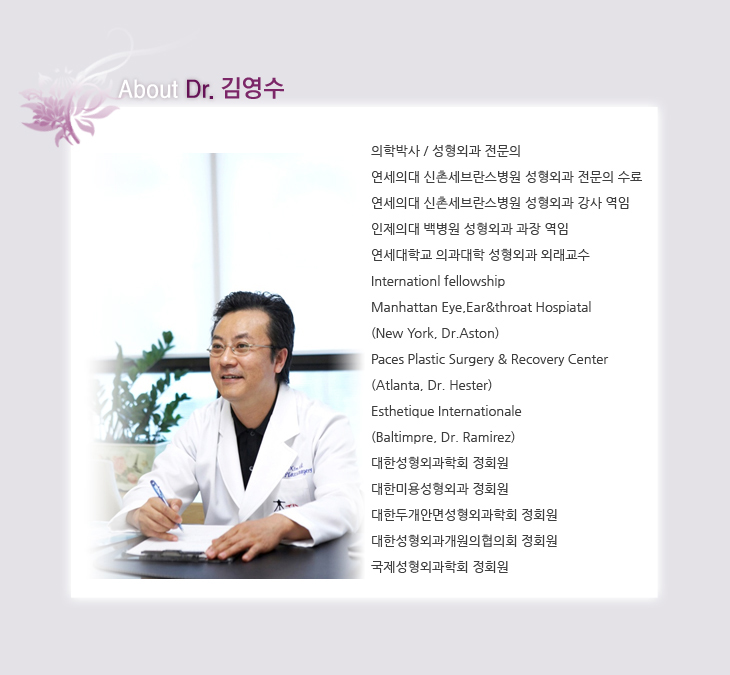 About Dr. 김영수
의학박사 / 성형외과 전문의
연세의대 신촌세브란스병원 성형외과 전문의 수료
연세의대 신촌세브란스병원 성형외과 강사 역임
인제의대 백병원 성형외과 과장 역임
연세대학교 의과대학 성형외과 외래교수
Internationl fellowship
Manhattan Eye,Ear&throat Hospiatal
(New York, Dr.Aston)
Paces Plastic Surgery & Recovery Center
(Atlanta, Dr. Hester)
Esthetique Internationale
(Baltimpre, Dr. Ramirez)
대한성형외과학회 정회원
대한미용성형외과 정회원
대한두개안면성형외과학회 정회원
대한성형외과개원의협의회 정회원
국제성형외과학회 정회원